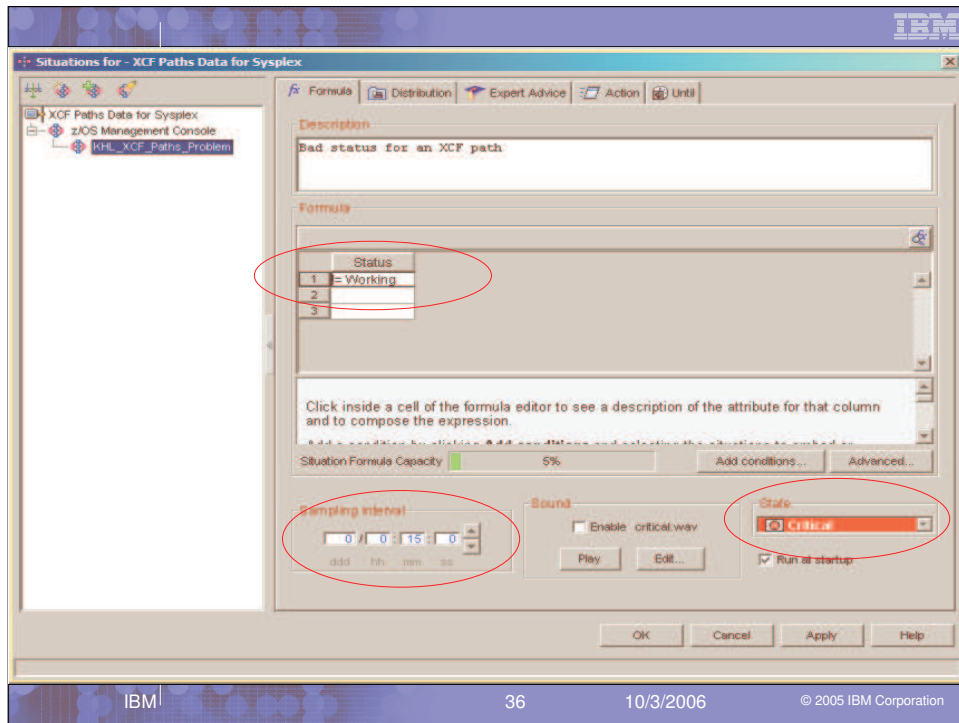 IBM
Situations for - XCF Paths Data for Sysplex
XCF Paths Data for Sysplex
z/OS Management Console
KHL_XCF_Paths_Problem
Formula
Distribution
Expert Advice
Action
Until
Description
Bad status for an XCF path
Formula
Status
1 = Working
2
3
Click inside a cell of the formula editor to see a description of the attribute for that column
and to compose the expression.
Situation Formula Capacity 5% Add conditions... Advanced...
Sampling interval
0 / 0 : 15 : 0
ddd hh mm ss
Sound
Enable critical.wav
Play Edit...
State
Critical
Run at startup
OK Cancel Apply Help
IBM 36 10/3/2006 © 2005 IBM Corporation